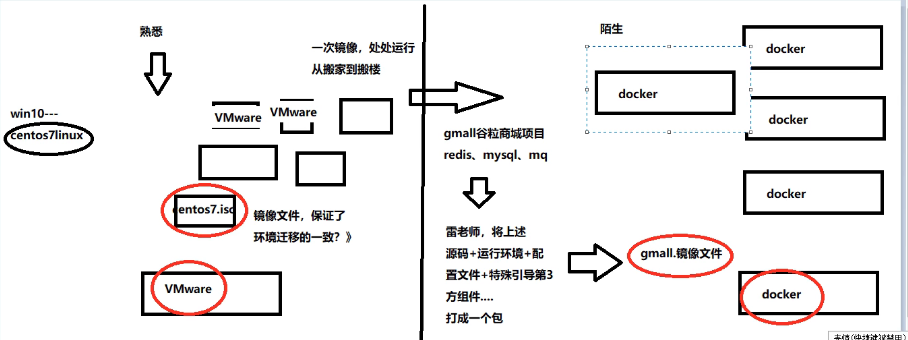 熟悉
一次镜像，处处运行
从搬家到搬楼
win10---
centos7linux
VMware
VMware
centos7.iso
镜像文件，保证了
环境迁移的一致？》
VMware
陌生
docker
docker
docker
docker
docker
gmall谷粒商城项目
redis、mysql、mq
雷老师，将上述
源码+运行环境+配
置文件+特殊引导第3
方组件....
打成一个包
gmall.镜像文件